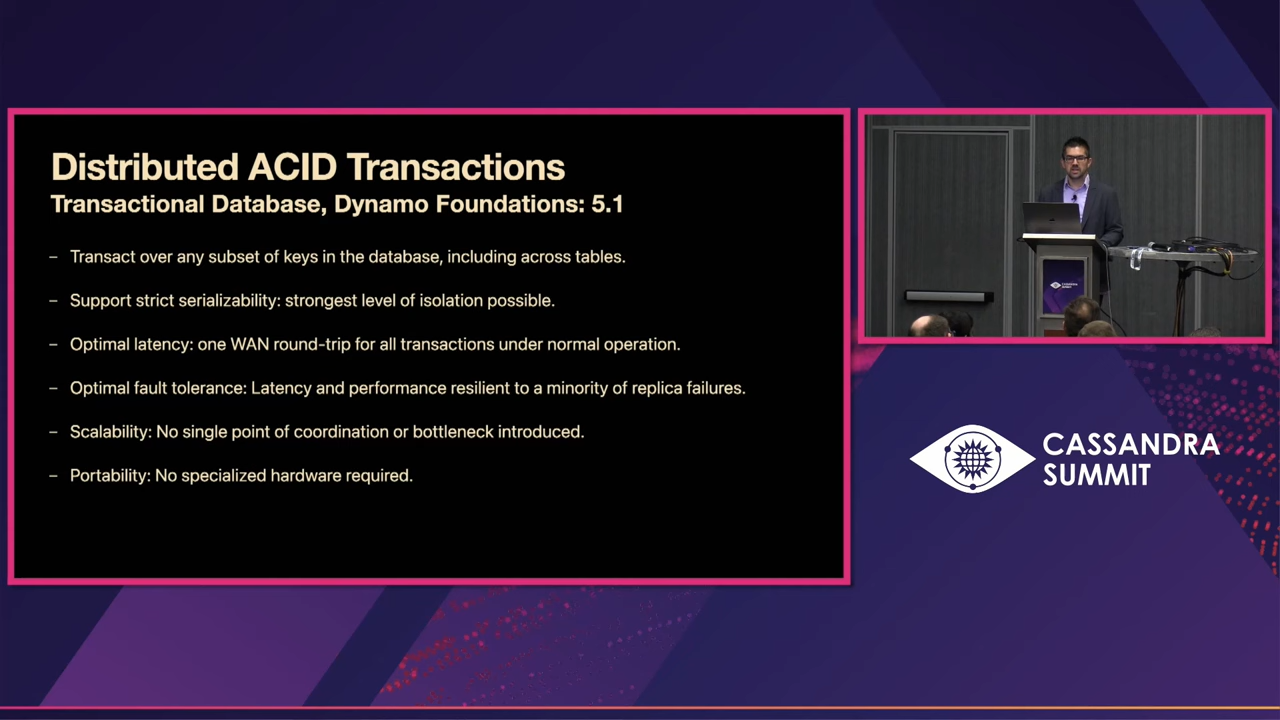 Distributed ACID Transactions
Transactional Database, Dynamo Foundations: 5.1
– Transact over any subset of keys in the database, including across tables.
– Support strict serializability: strongest level of isolation possible.
– Optimal latency: one WAN round-trip for all transactions under normal operation.
– Optimal fault tolerance: Latency and performance resilient to a minority of replica failures.
– Scalability: No single point of coordination or bottleneck introduced.
– Portability: No specialized hardware required.
CASSANDRA
SUMMIT